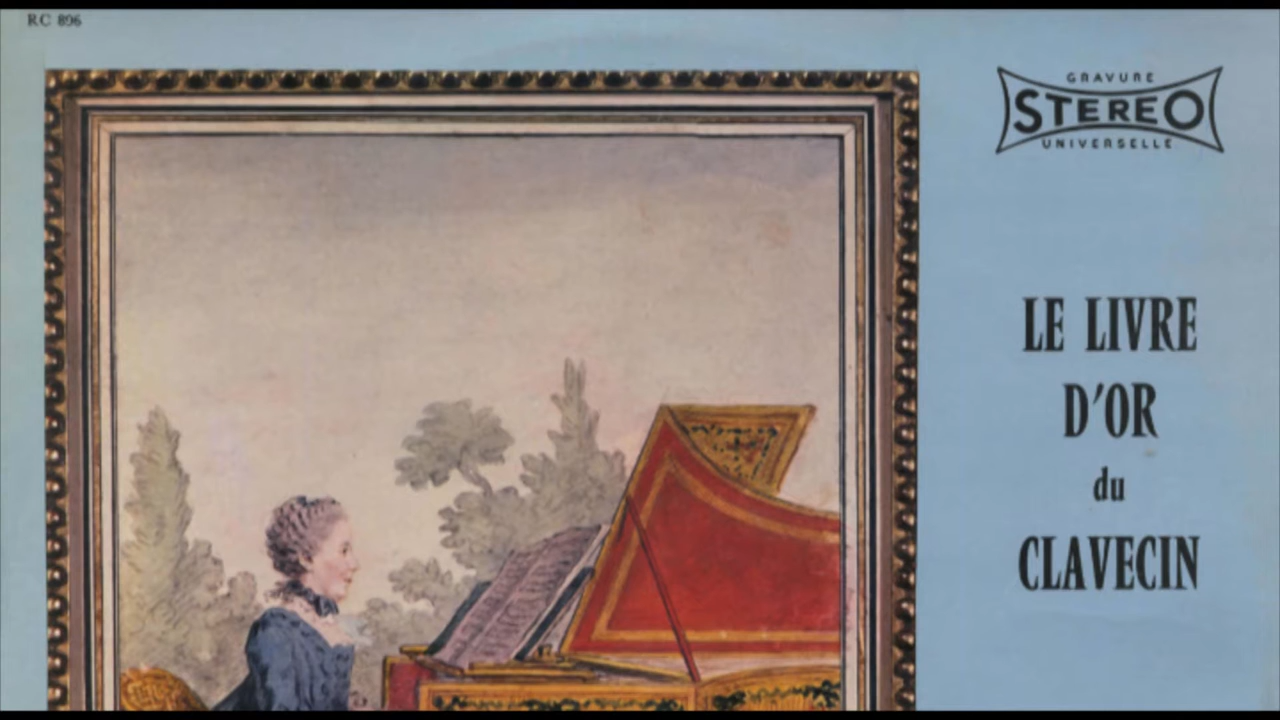 RC 896
GRAVURE
STEREO
UNIVERSELLE
LE LIVRE
D'OR
du
CLAVECIN